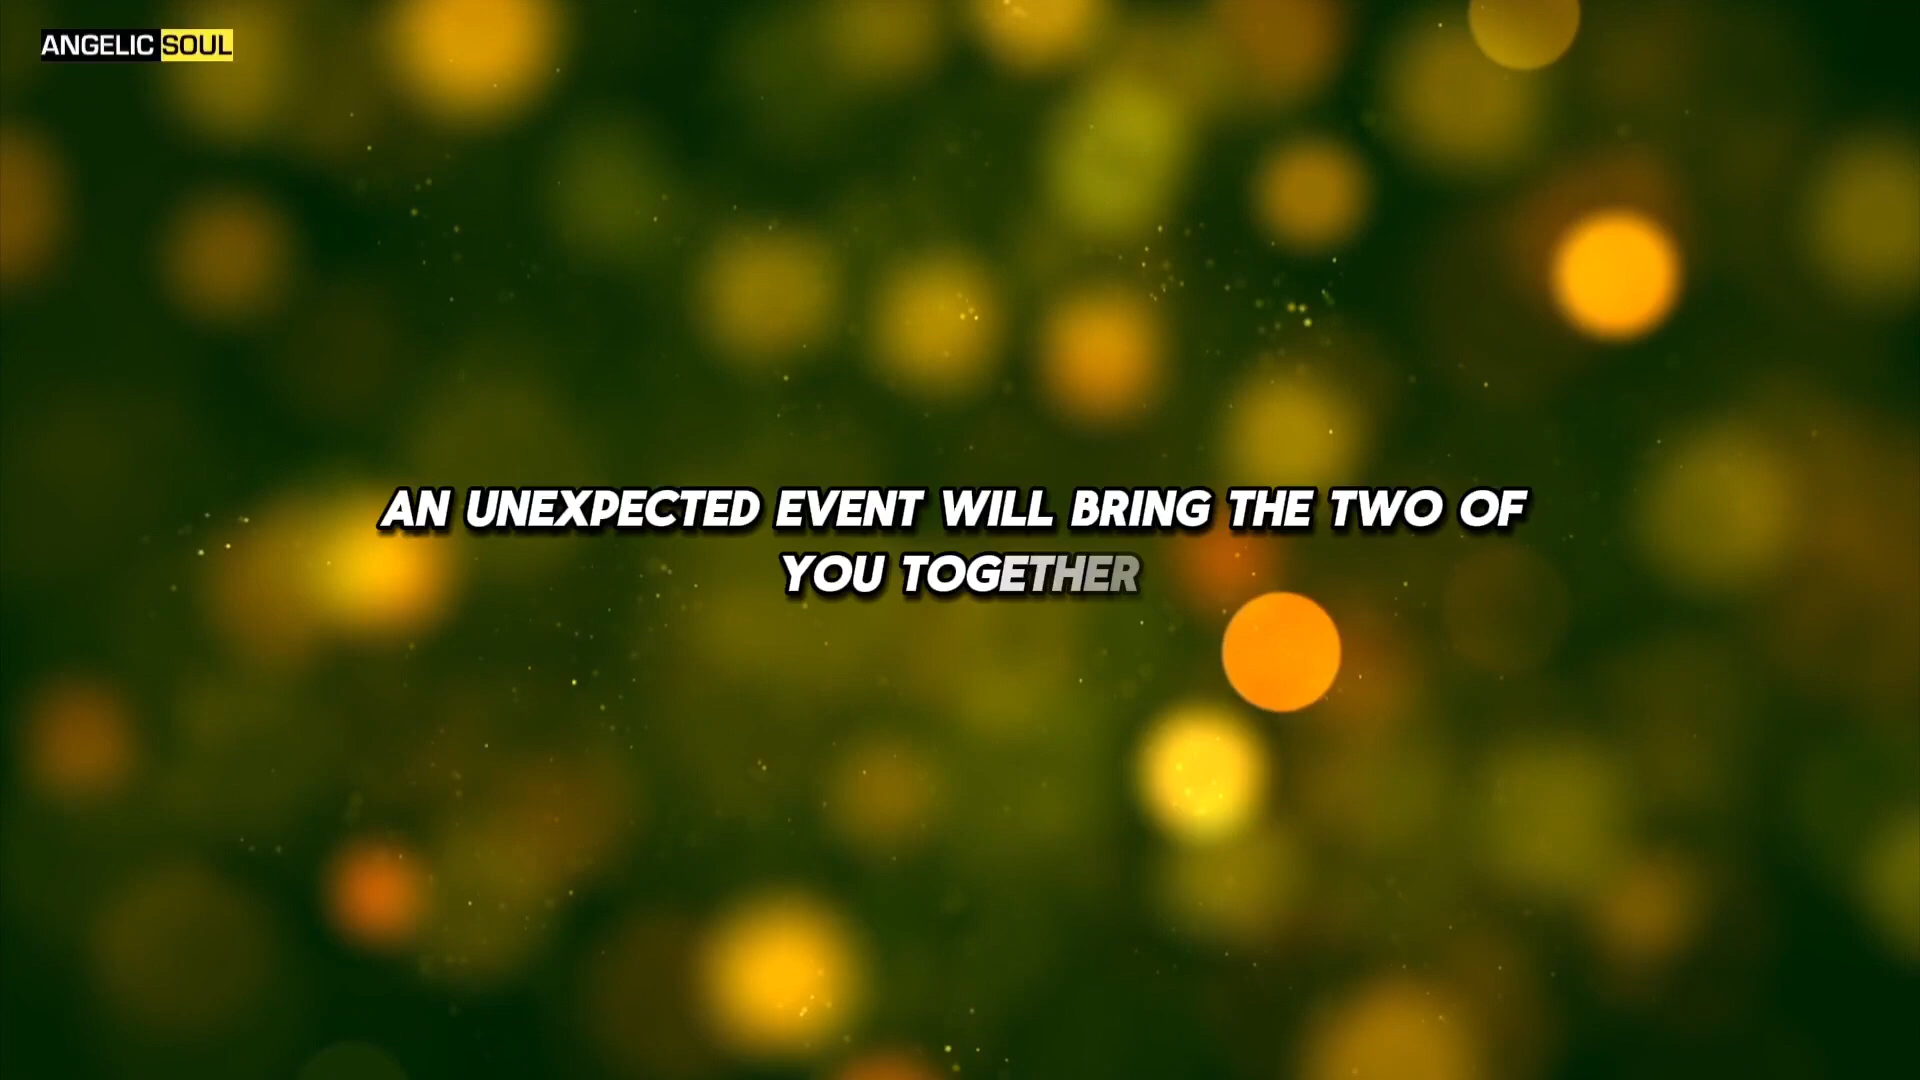 ANGELIC SOUL
AN UNEXPECTED EVENT WILL BRING THE TWO OF
YOU TOGETHER